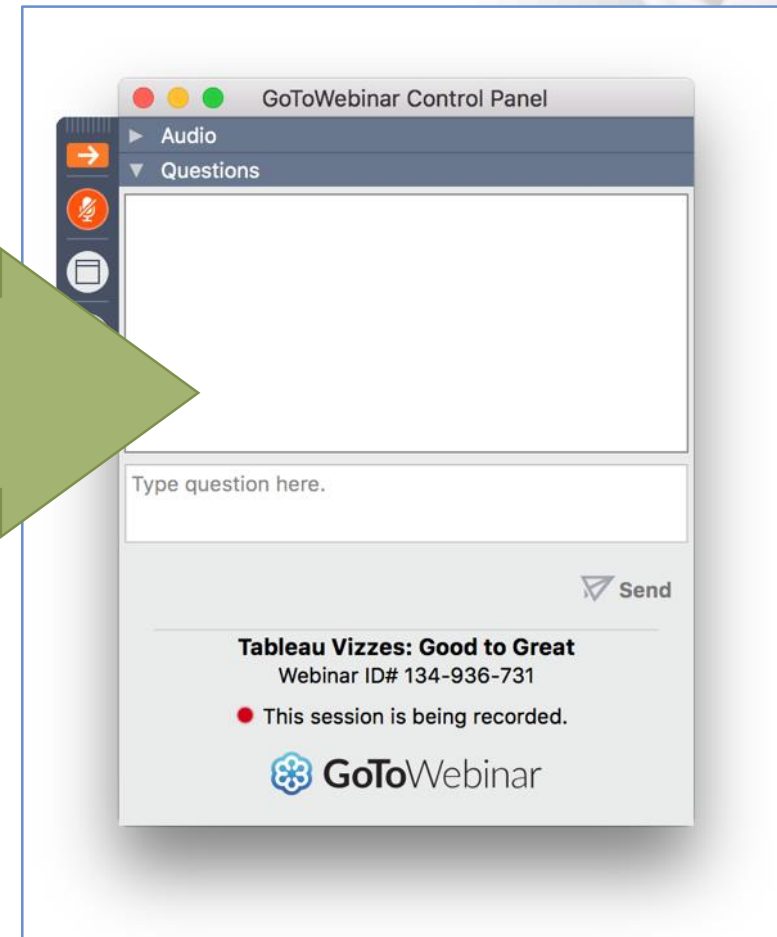 GoToWebinar Control Panel
Audio
Questions
Type question here.
Send
Tableau Vizzes: Good to Great
Webinar ID# 134-936-731
This session is being recorded.
GoToWebinar